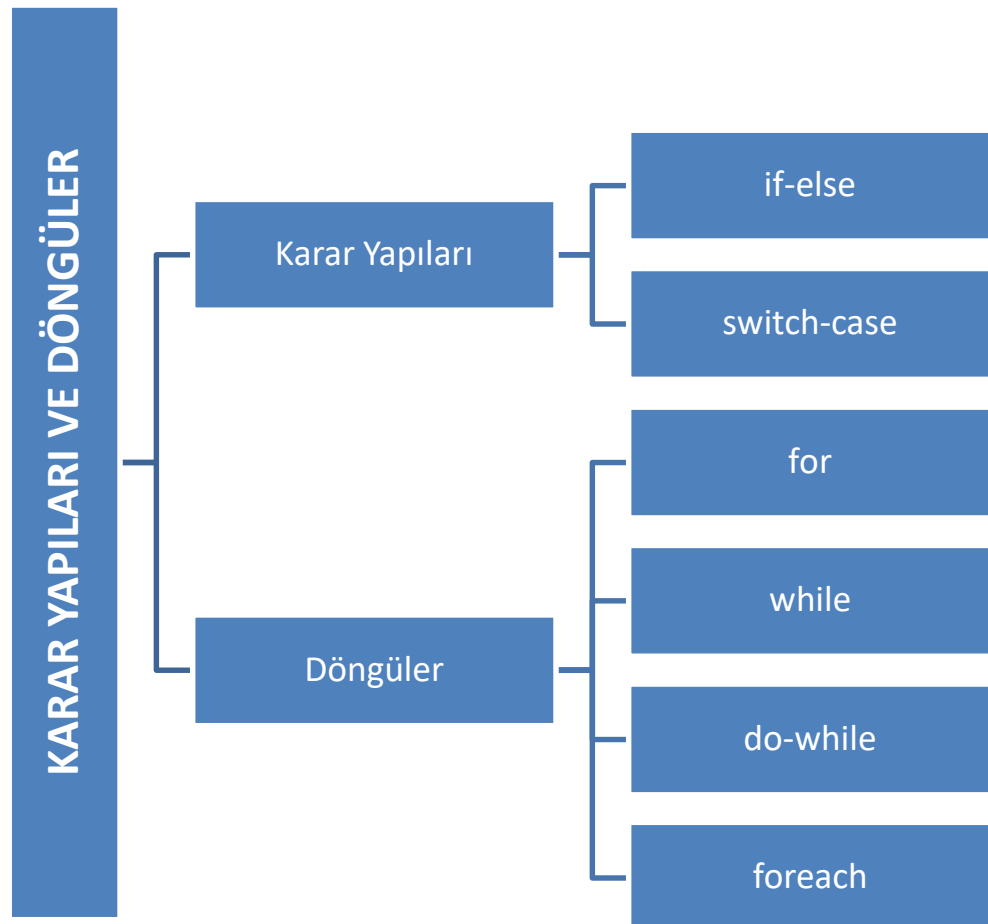 KARAR YAPILARI VE DÖNGÜLER
Karar Yapıları
if-else
switch-case
Döngüler
for
while
do-while
foreach